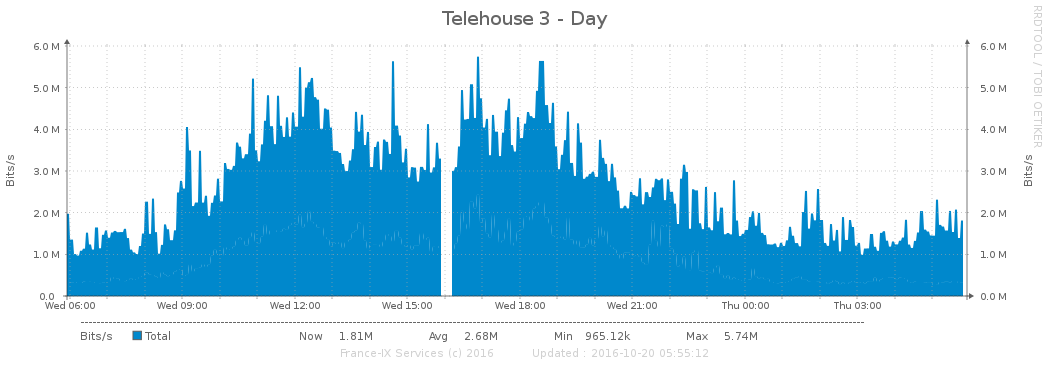 Telehouse 3 - Day
RRDTOOL / TOBI OETIKER
6.0 M 6.0 M
5.0 M 5.0 M
4.0 M 4.0 M
3.0 M 3.0 M
2.0 M 2.0 M
1.0 M 1.0 M
0.0 0.0 M
Bits/s Bits/s
Wed 06:00 Wed 09:00 Wed 12:00 Wed 15:00 Wed 18:00 Wed 21:00 Thu 00:00 Thu 03:00
Bits/s Total Now 1.81M Avg 2.68M Min 965.12k Max 5.74M
France-IX Services (c) 2016 Updated : 2016-10-20 05:55:12